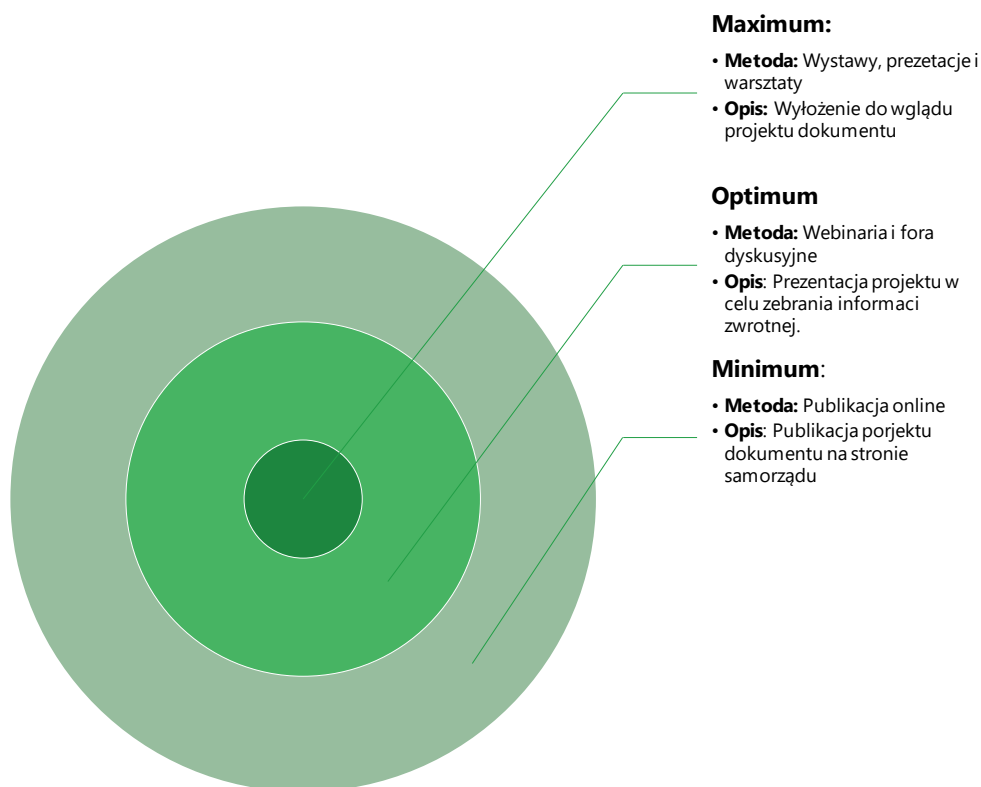 Maximum:
• Metoda: Wystawy, prezetacje i
warsztaty
• Opis: Wyłożenie do wglądu
projektu dokumentu
Optimum
• Metoda: Webinaria i fora
dyskusyjne
• Opis: Prezentacja projektu w
celu zebrania informaci
zwrotnej.
Minimum:
• Metoda: Publikacja online
• Opis: Publikacja porjektu
dokumentu na stronie
samorządu